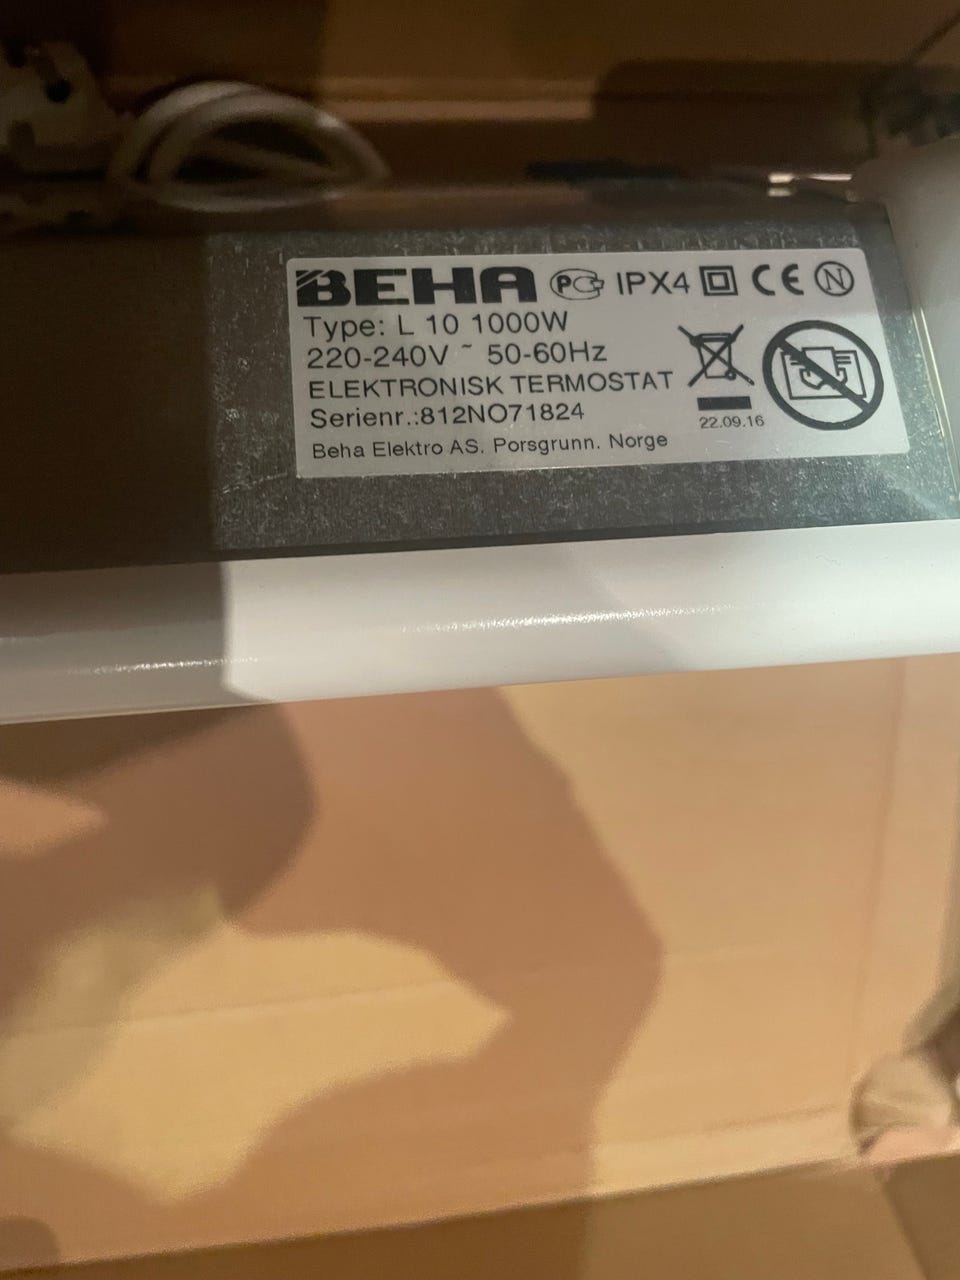 BEHA PC IPX4 CE N
Type: L 10 1000W
220-240V ~ 50-60Hz
ELEKTRONISK TERMOSTAT
Serienr.:812NO71824
22.09.16
Beha Elektro AS. Porsgrunn. Norge